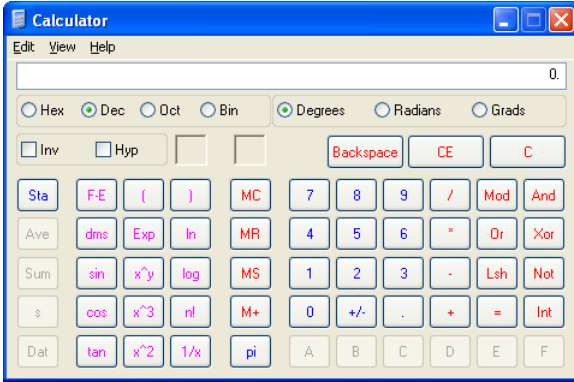 Calculator
Edit View Help
0.
Hex Dec Oct Bin Degrees Radians Grads
Inv Hyp Backspace CE C
Sta F-E ( ) MC 7 8 9 / Mod And
Ave dms Exp ln MR 4 5 6 * Or Xor
Sum sin x^y log MS 1 2 3 - Lsh Not
s cos x^3 n! M+ 0 +/- . + = Int
Dat tan x^2 1/x pi A B C D E F